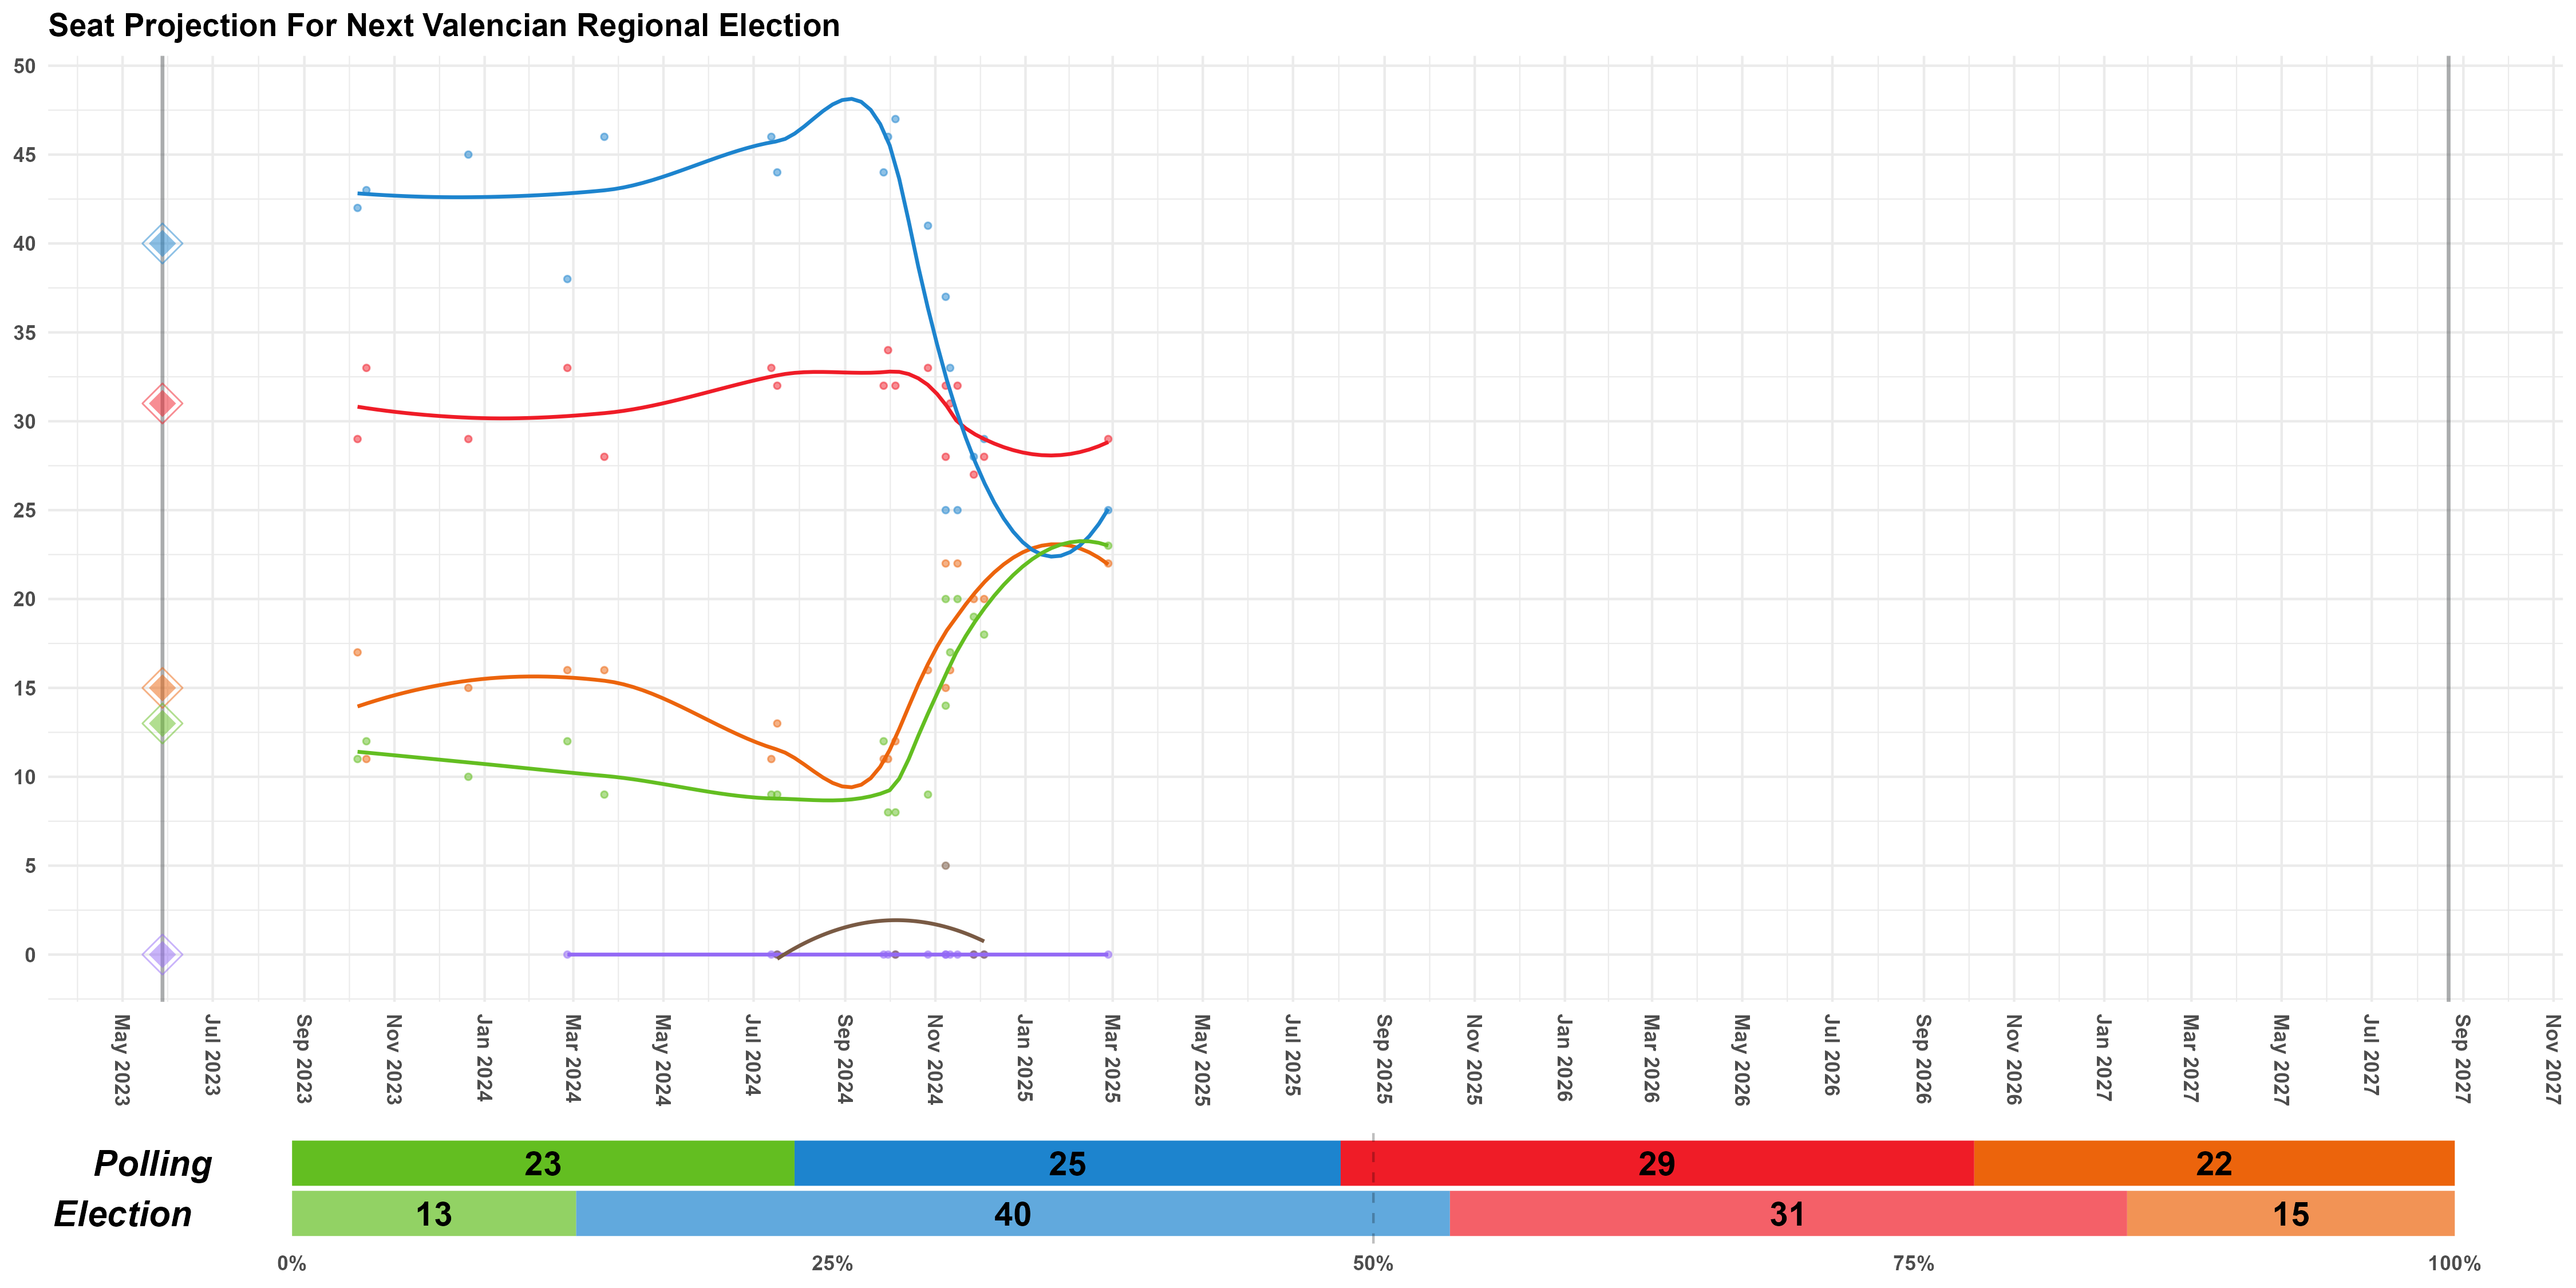 Seat Projection For Next Valencian Regional Election
50
45
40
35
30
25
20
15
10
5
0
May 2023
Jul 2023
Sep 2023
Nov 2023
Jan 2024
Mar 2024
May 2024
Jul 2024
Sep 2024
Nov 2024
Jan 2025
Mar 2025
May 2025
Jul 2025
Sep 2025
Nov 2025
Jan 2026
Mar 2026
May 2026
Jul 2026
Sep 2026
Nov 2026
Jan 2027
Mar 2027
May 2027
Jul 2027
Sep 2027
Nov 2027
Polling 23 25 29 22
Election 13 40 31 15
0% 25% 50% 75% 100%